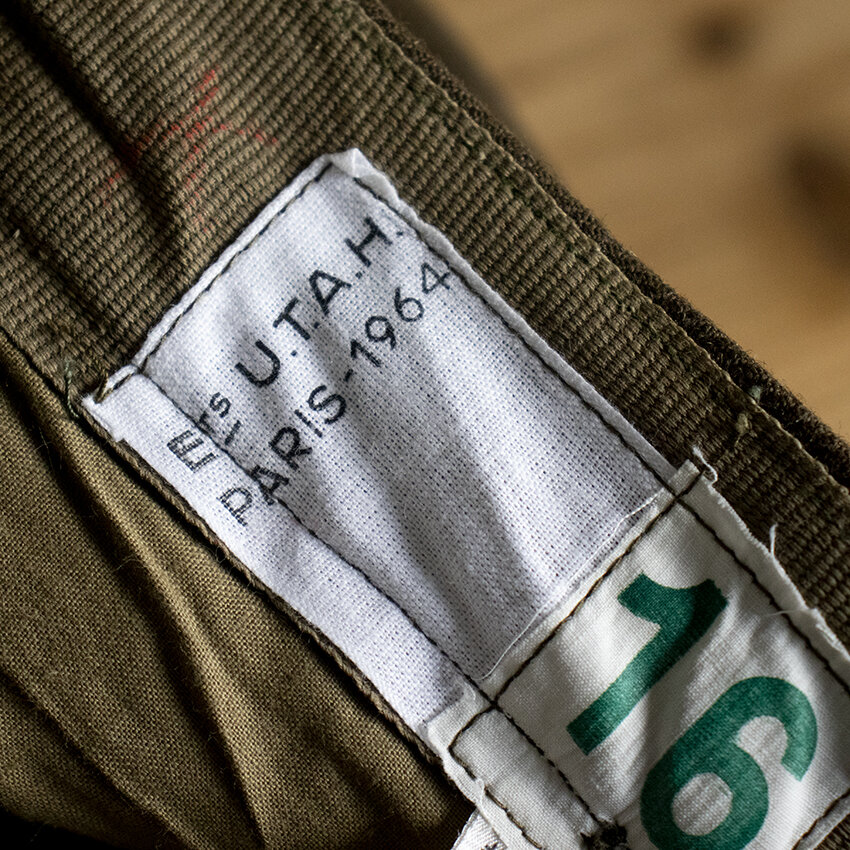 Ets U.T.A.H.
PARIS-1964
16